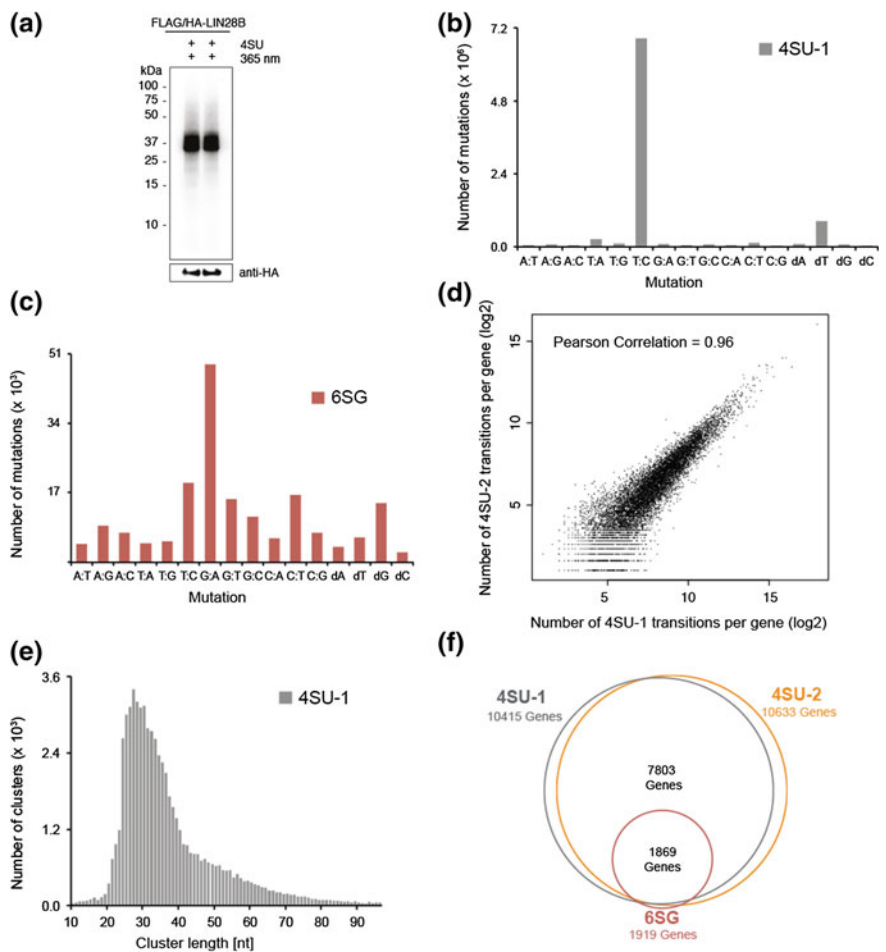 (a)
FLAG/HA-LIN28B
+ + 4SU
+ + 365 nm
kDa
100 -
75 -
50 -
37 -
25 -
15 -
10 -
anti-HA
(b)
4SU-1
Number of mutations (x 10⁶)
7.2
4.8
2.4
0.0
A:T A:G A:C T:A T:G T:C G:A G:T G:C C:A C:T C:G dA dT dG dC
Mutation
(c)
6SG
Number of mutations (x 10³)
51
34
17
A:T A:G A:C T:A T:G T:C G:A G:T G:C C:A C:T C:G dA dT dG dC
Mutation
(d)
Pearson Correlation = 0.96
Number of 4SU-2 transitions per gene (log2)
15
10
5
5 10 15
Number of 4SU-1 transitions per gene (log2)
(e)
4SU-1
Number of clusters (x 10³)
3.6
2.4
1.2
0.0
10 20 30 40 50 60 70 80 90
Cluster length [nt]
(f)
4SU-1
10415 Genes
4SU-2
10633 Genes
7803
Genes
1869
Genes
6SG
1919 Genes